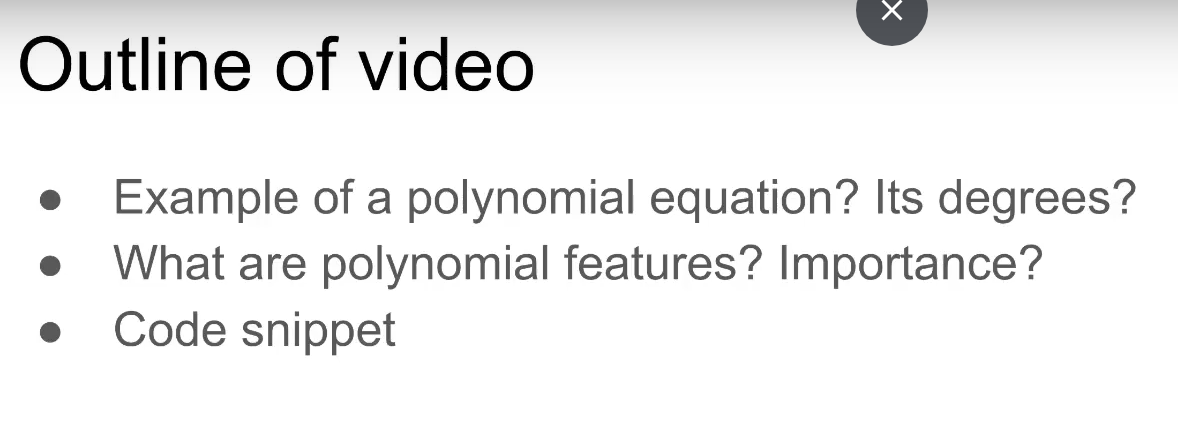 Outline of video
● Example of a polynomial equation? Its degrees?
● What are polynomial features? Importance?
● Code snippet